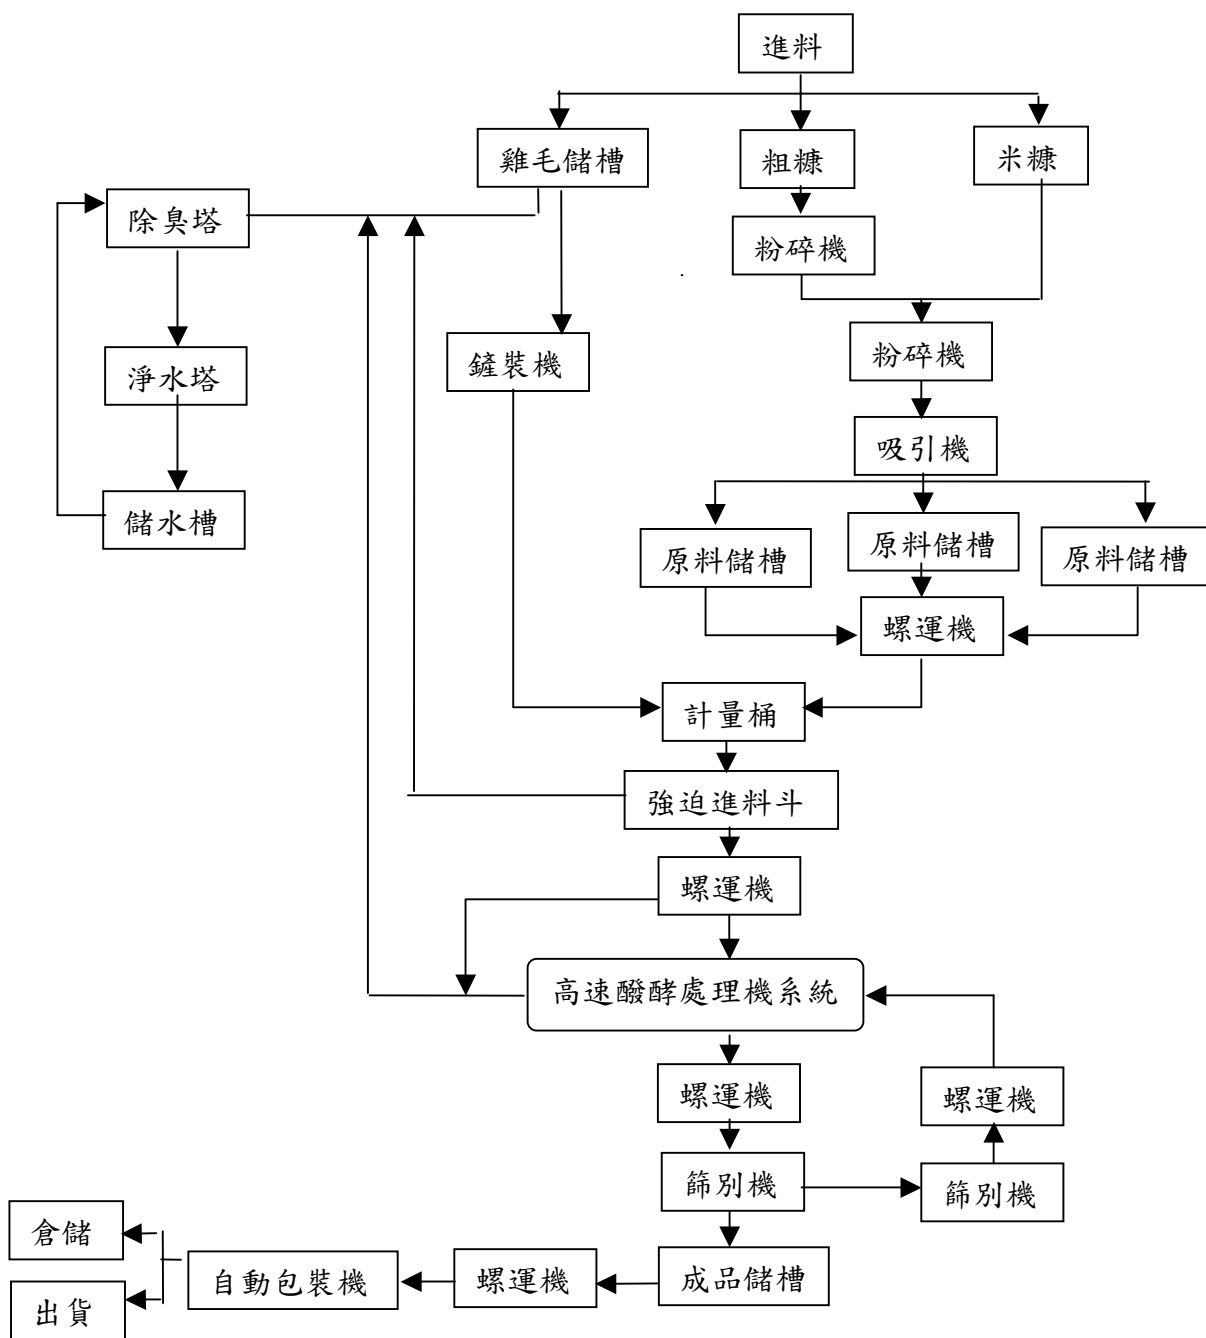 進料
雞毛儲槽
粗糠
米糠
除臭塔
粉碎機
粉碎機
鏟裝機
淨水塔
吸引機
儲水槽
原料儲槽
原料儲槽
原料儲槽
螺運機
計量桶
強迫進料斗
螺運機
高速醱酵處理機系統
螺運機
螺運機
篩別機
篩別機
倉儲
自動包裝機
螺運機
成品儲槽
出貨